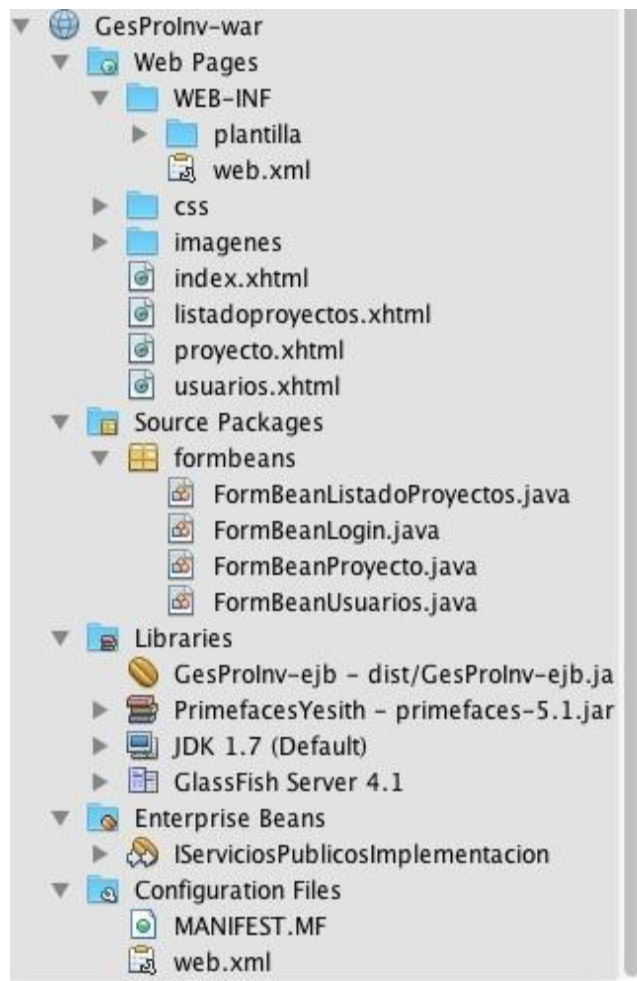 GesProInv-war
Web Pages
WEB-INF
plantilla
web.xml
css
imagenes
index.xhtml
listadoproyectos.xhtml
proyecto.xhtml
usuarios.xhtml
Source Packages
formbeans
FormBeanListadoProyectos.java
FormBeanLogin.java
FormBeanProyecto.java
FormBeanUsuarios.java
Libraries
GesProInv-ejb - dist/GesProInv-ejb.ja
PrimefacesYesith - primefaces-5.1.jar
JDK 1.7 (Default)
GlassFish Server 4.1
Enterprise Beans
IServiciosPublicosImplementacion
Configuration Files
MANIFEST.MF
web.xml